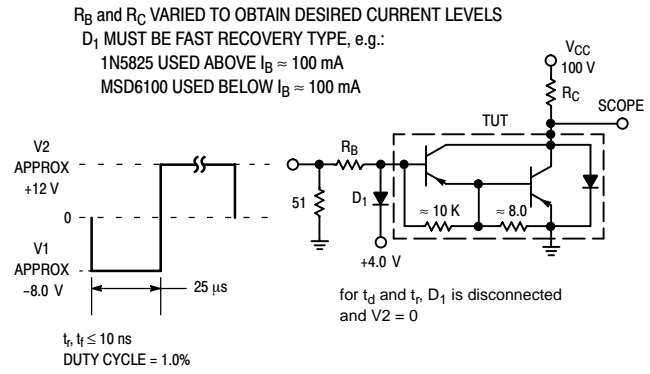 R_B and R_C VARIED TO OBTAIN DESIRED CURRENT LEVELS
D_1 MUST BE FAST RECOVERY TYPE, e.g.:
1N5825 USED ABOVE I_B ≈ 100 mA
MSD6100 USED BELOW I_B ≈ 100 mA
V_CC
100 V
R_C
SCOPE
TUT
V2
APPROX
+12 V
0
V1
APPROX
−8.0 V
R_B
51
D_1
≈ 10 K
≈ 8.0
+4.0 V
25 μs
for t_d and t_r, D_1 is disconnected
and V2 = 0
t_r, t_f ≤ 10 ns
DUTY CYCLE = 1.0%